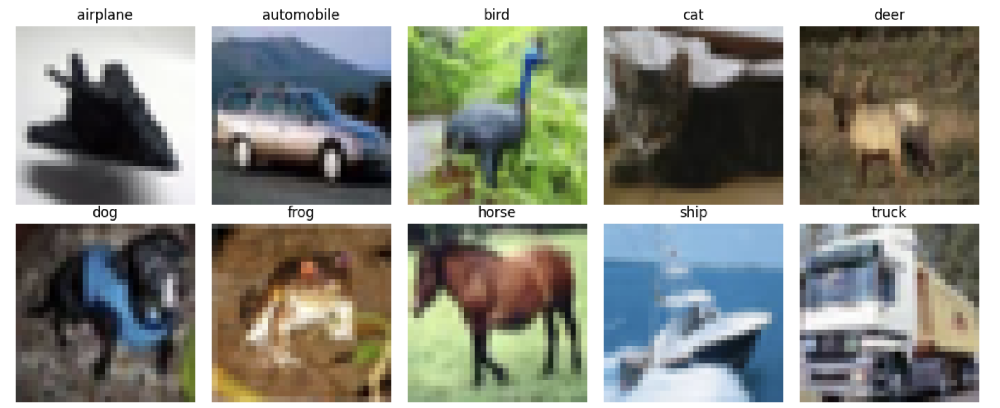 airplane automobile bird cat deer
dog frog horse ship truck